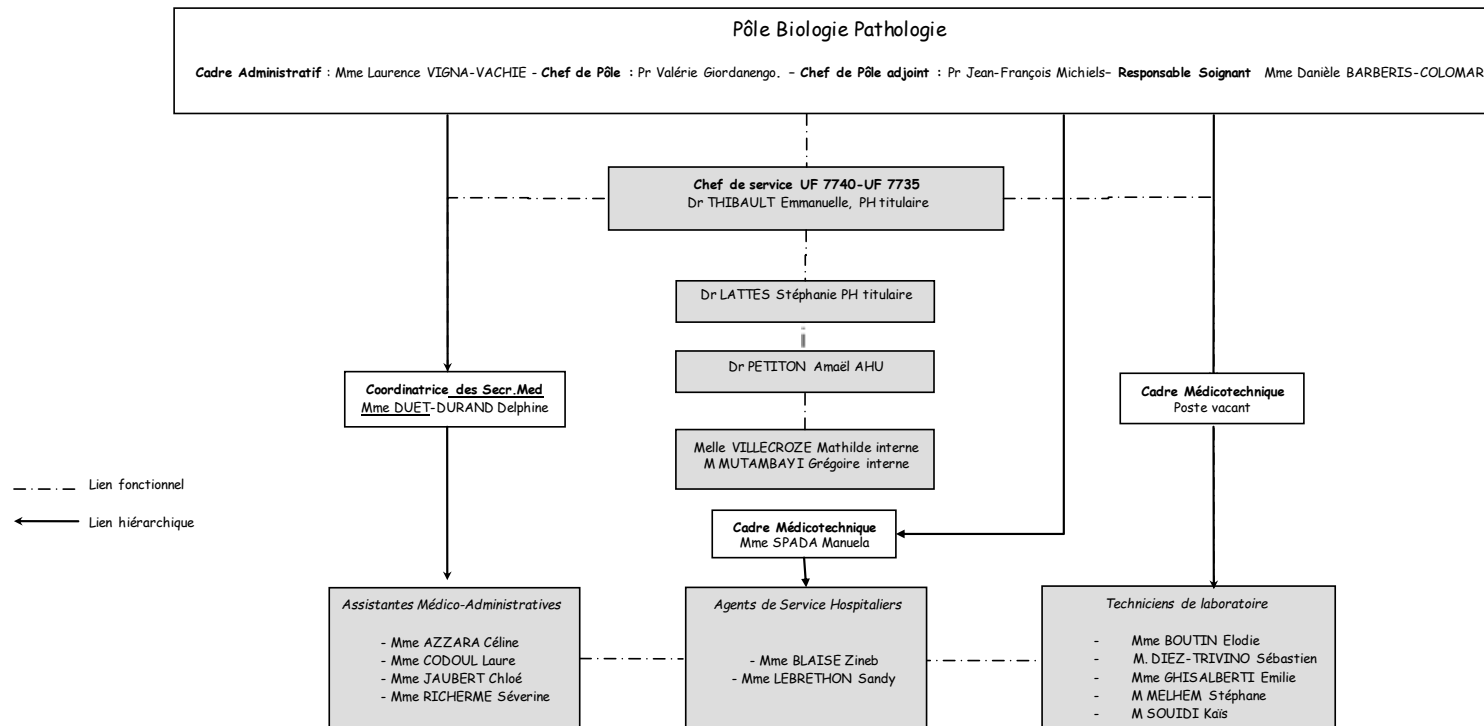 Pôle Biologie Pathologie
Cadre Administratif : Mme Laurence VIGNA-VACHIE - Chef de Pôle : Pr Valérie Giordanengo. – Chef de Pôle adjoint : Pr Jean-François Michiels– Responsable Soignant Mme Danièle BARBERIS-COLOMAR
Chef de service UF 7740-UF 7735
Dr THIBAULT Emmanuelle, PH titulaire
Dr LATTES Stéphanie PH titulaire
Dr PETITON Amaël AHU
Coordinatrice des Secr.Med
Mme DUET-DURAND Delphine
Cadre Médicotechnique
Poste vacant
Melle VILLECROZE Mathilde interne
M MUTAMBAYI Grégoire interne
Lien fonctionnel
Lien hiérarchique
Cadre Médicotechnique
Mme SPADA Manuela
Assistantes Médico-Administratives
- Mme AZZARA Céline
- Mme CODOUL Laure
- Mme JAUBERT Chloé
- Mme RICHERME Séverine
Agents de Service Hospitaliers
- Mme BLAISE Zineb
- Mme LEBRETHON Sandy
Techniciens de laboratoire
- Mme BOUTIN Elodie
- M. DIEZ-TRIVINO Sébastien
- Mme GHISALBERTI Emilie
- M MELHEM Stéphane
- M SOUIDI Kaïs